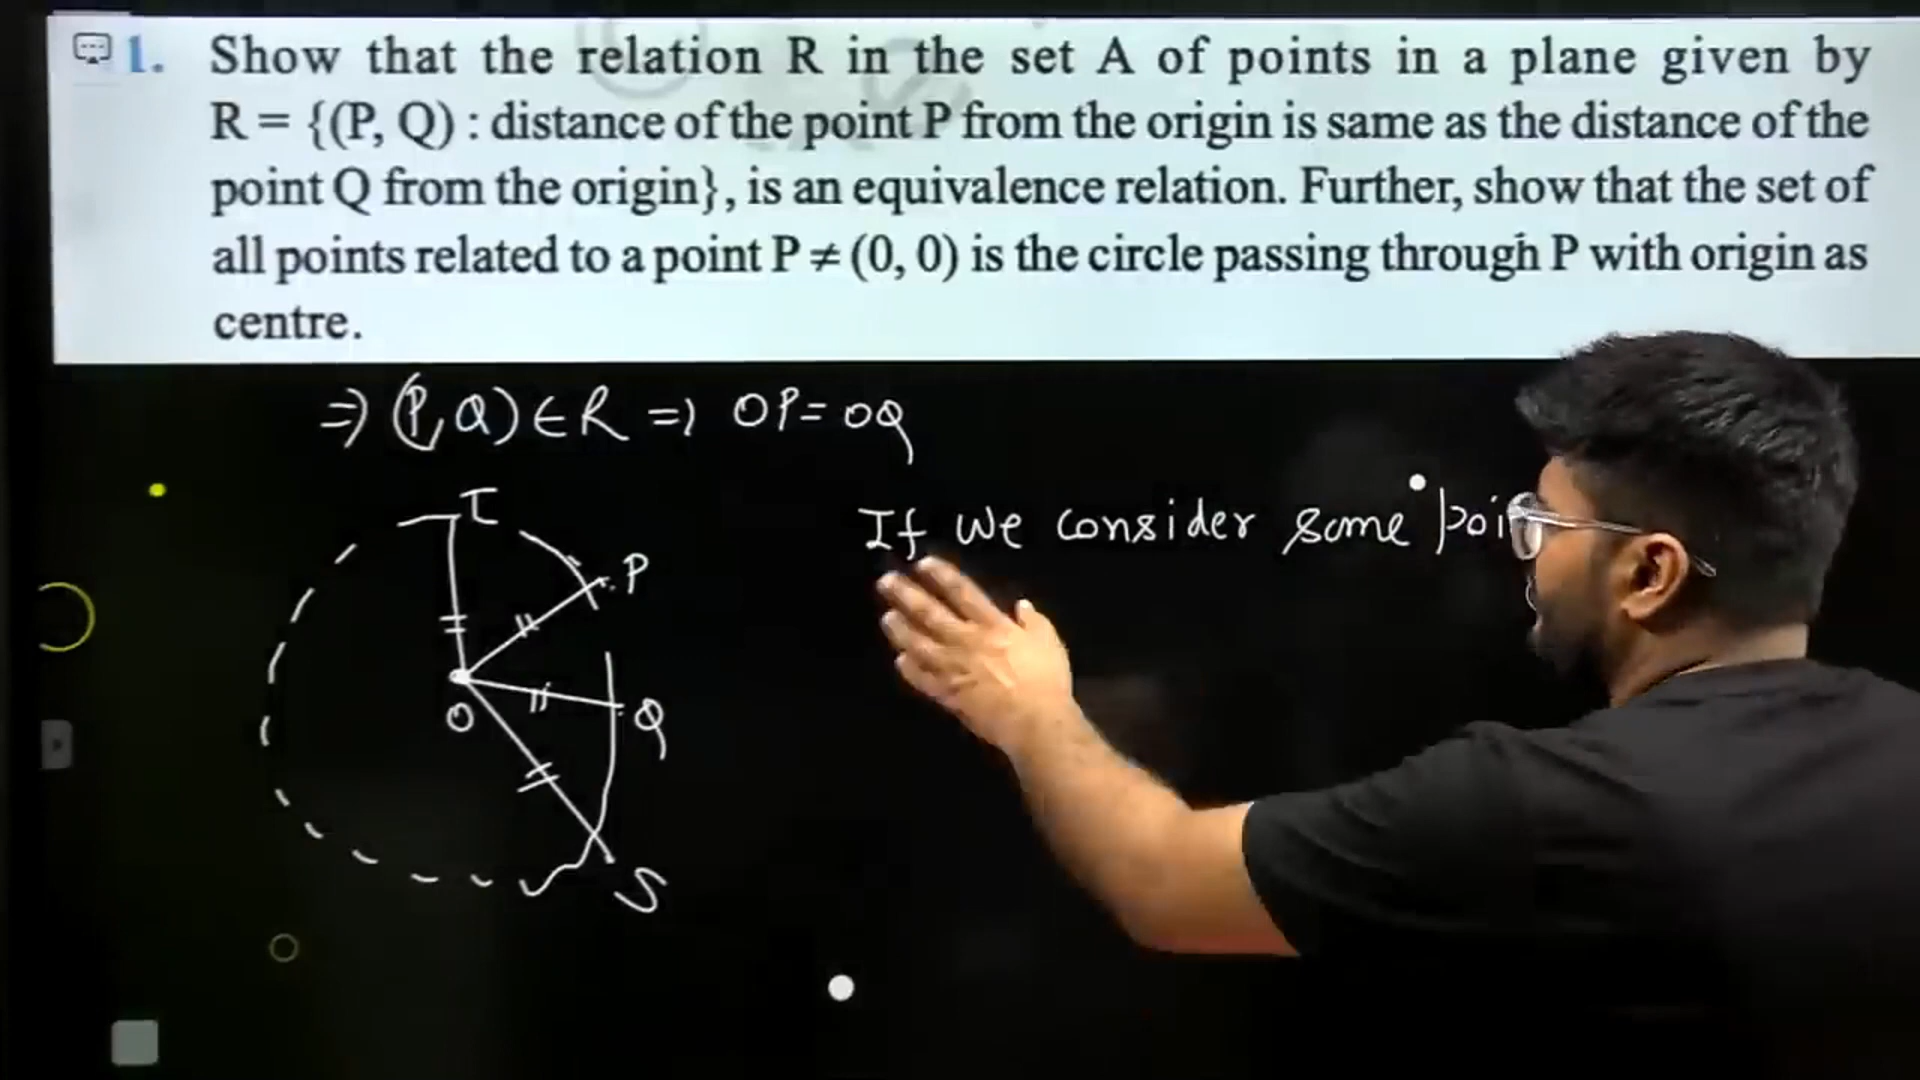 1. Show that the relation R in the set A of points in a plane given by
R = {(P, Q) : distance of the point P from the origin is same as the distance of the
point Q from the origin}, is an equivalence relation. Further, show that the set of
all points related to a point P ≠ (0, 0) is the circle passing through P with origin as
centre.
⇒ (P, Q) ∈ R ⇒ OP = OQ
If we consider some poi
T
P
O
Q
S